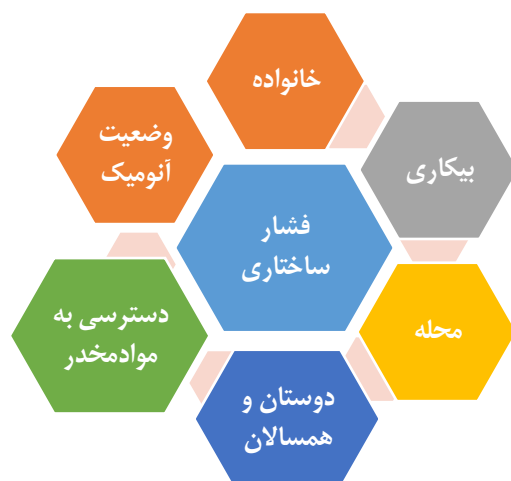 خانواده
بیکاری
محله
دوستان و
همسالان
دسترسی به
موادمخدر
وضعیت
آنومیک
فشار
ساختاری